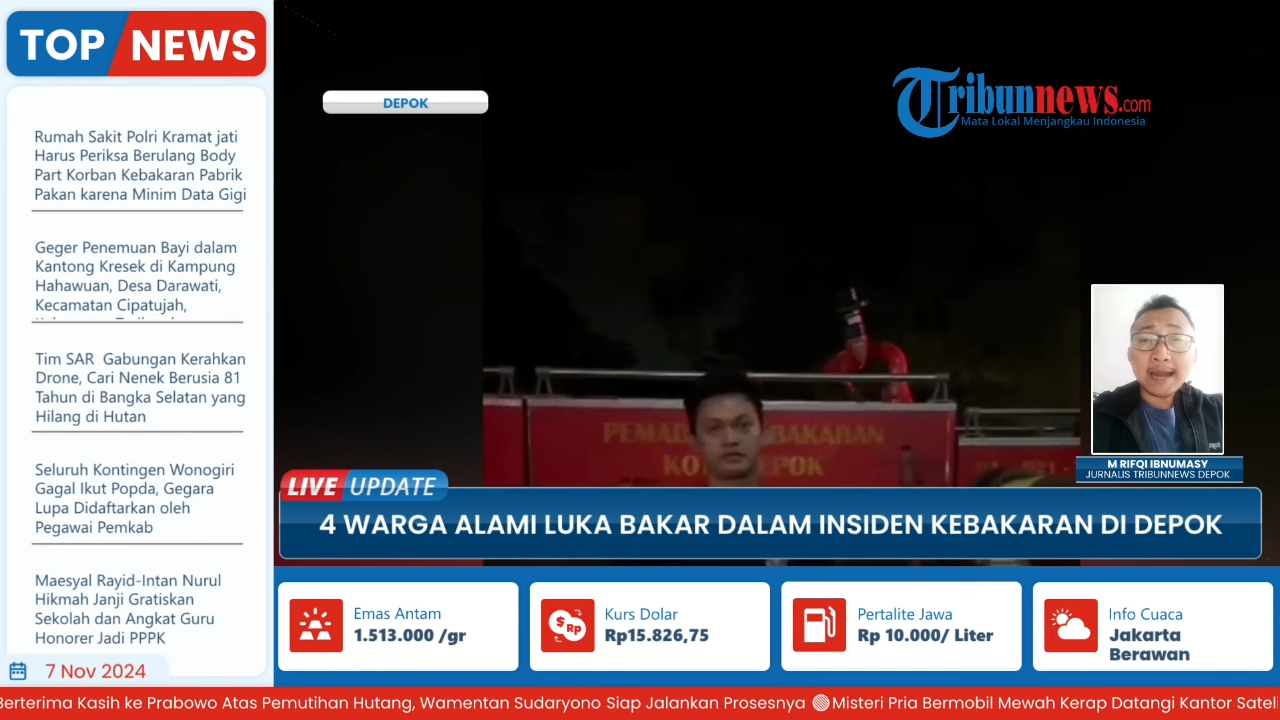 TOP NEWS
Rumah Sakit Polri Kramat jati
Harus Periksa Berulang Body
Part Korban Kebakaran Pabrik
Pakan karena Minim Data Gigi
Geger Penemuan Bayi dalam
Kantong Kresek di Kampung
Hahawuan, Desa Darawati,
Kecamatan Cipatujah,
Tim SAR Gabungan Kerahkan
Drone, Cari Nenek Berusia 81
Tahun di Bangka Selatan yang
Hilang di Hutan
Seluruh Kontingen Wonogiri
Gagal Ikut Popda, Gegara
Lupa Didaftarkan oleh
Pegawai Pemkab
Maesyal Rayid-Intan Nurul
Hikmah Janji Gratiskan
Sekolah dan Angkat Guru
Honorer Jadi PPPK
7 Nov 2024
DEPOK
Tribunnews.com
Mata Lokal Menjangkau Indonesia
M RIFQI IBNUMASY
JURNALIS TRIBUNNEWS DEPOK
LIVE UPDATE
4 WARGA ALAMI LUKA BAKAR DALAM INSIDEN KEBAKARAN DI DEPOK
Emas Antam
1.513.000 /gr
Kurs Dolar
Rp15.826,75
Pertalite Jawa
Rp 10.000/ Liter
Info Cuaca
Jakarta
Berawan
Berterima Kasih ke Prabowo Atas Pemutihan Hutang, Wamentan Sudaryono Siap Jalankan Prosesnya Misteri Pria Bermobil Mewah Kerap Datangi Kantor